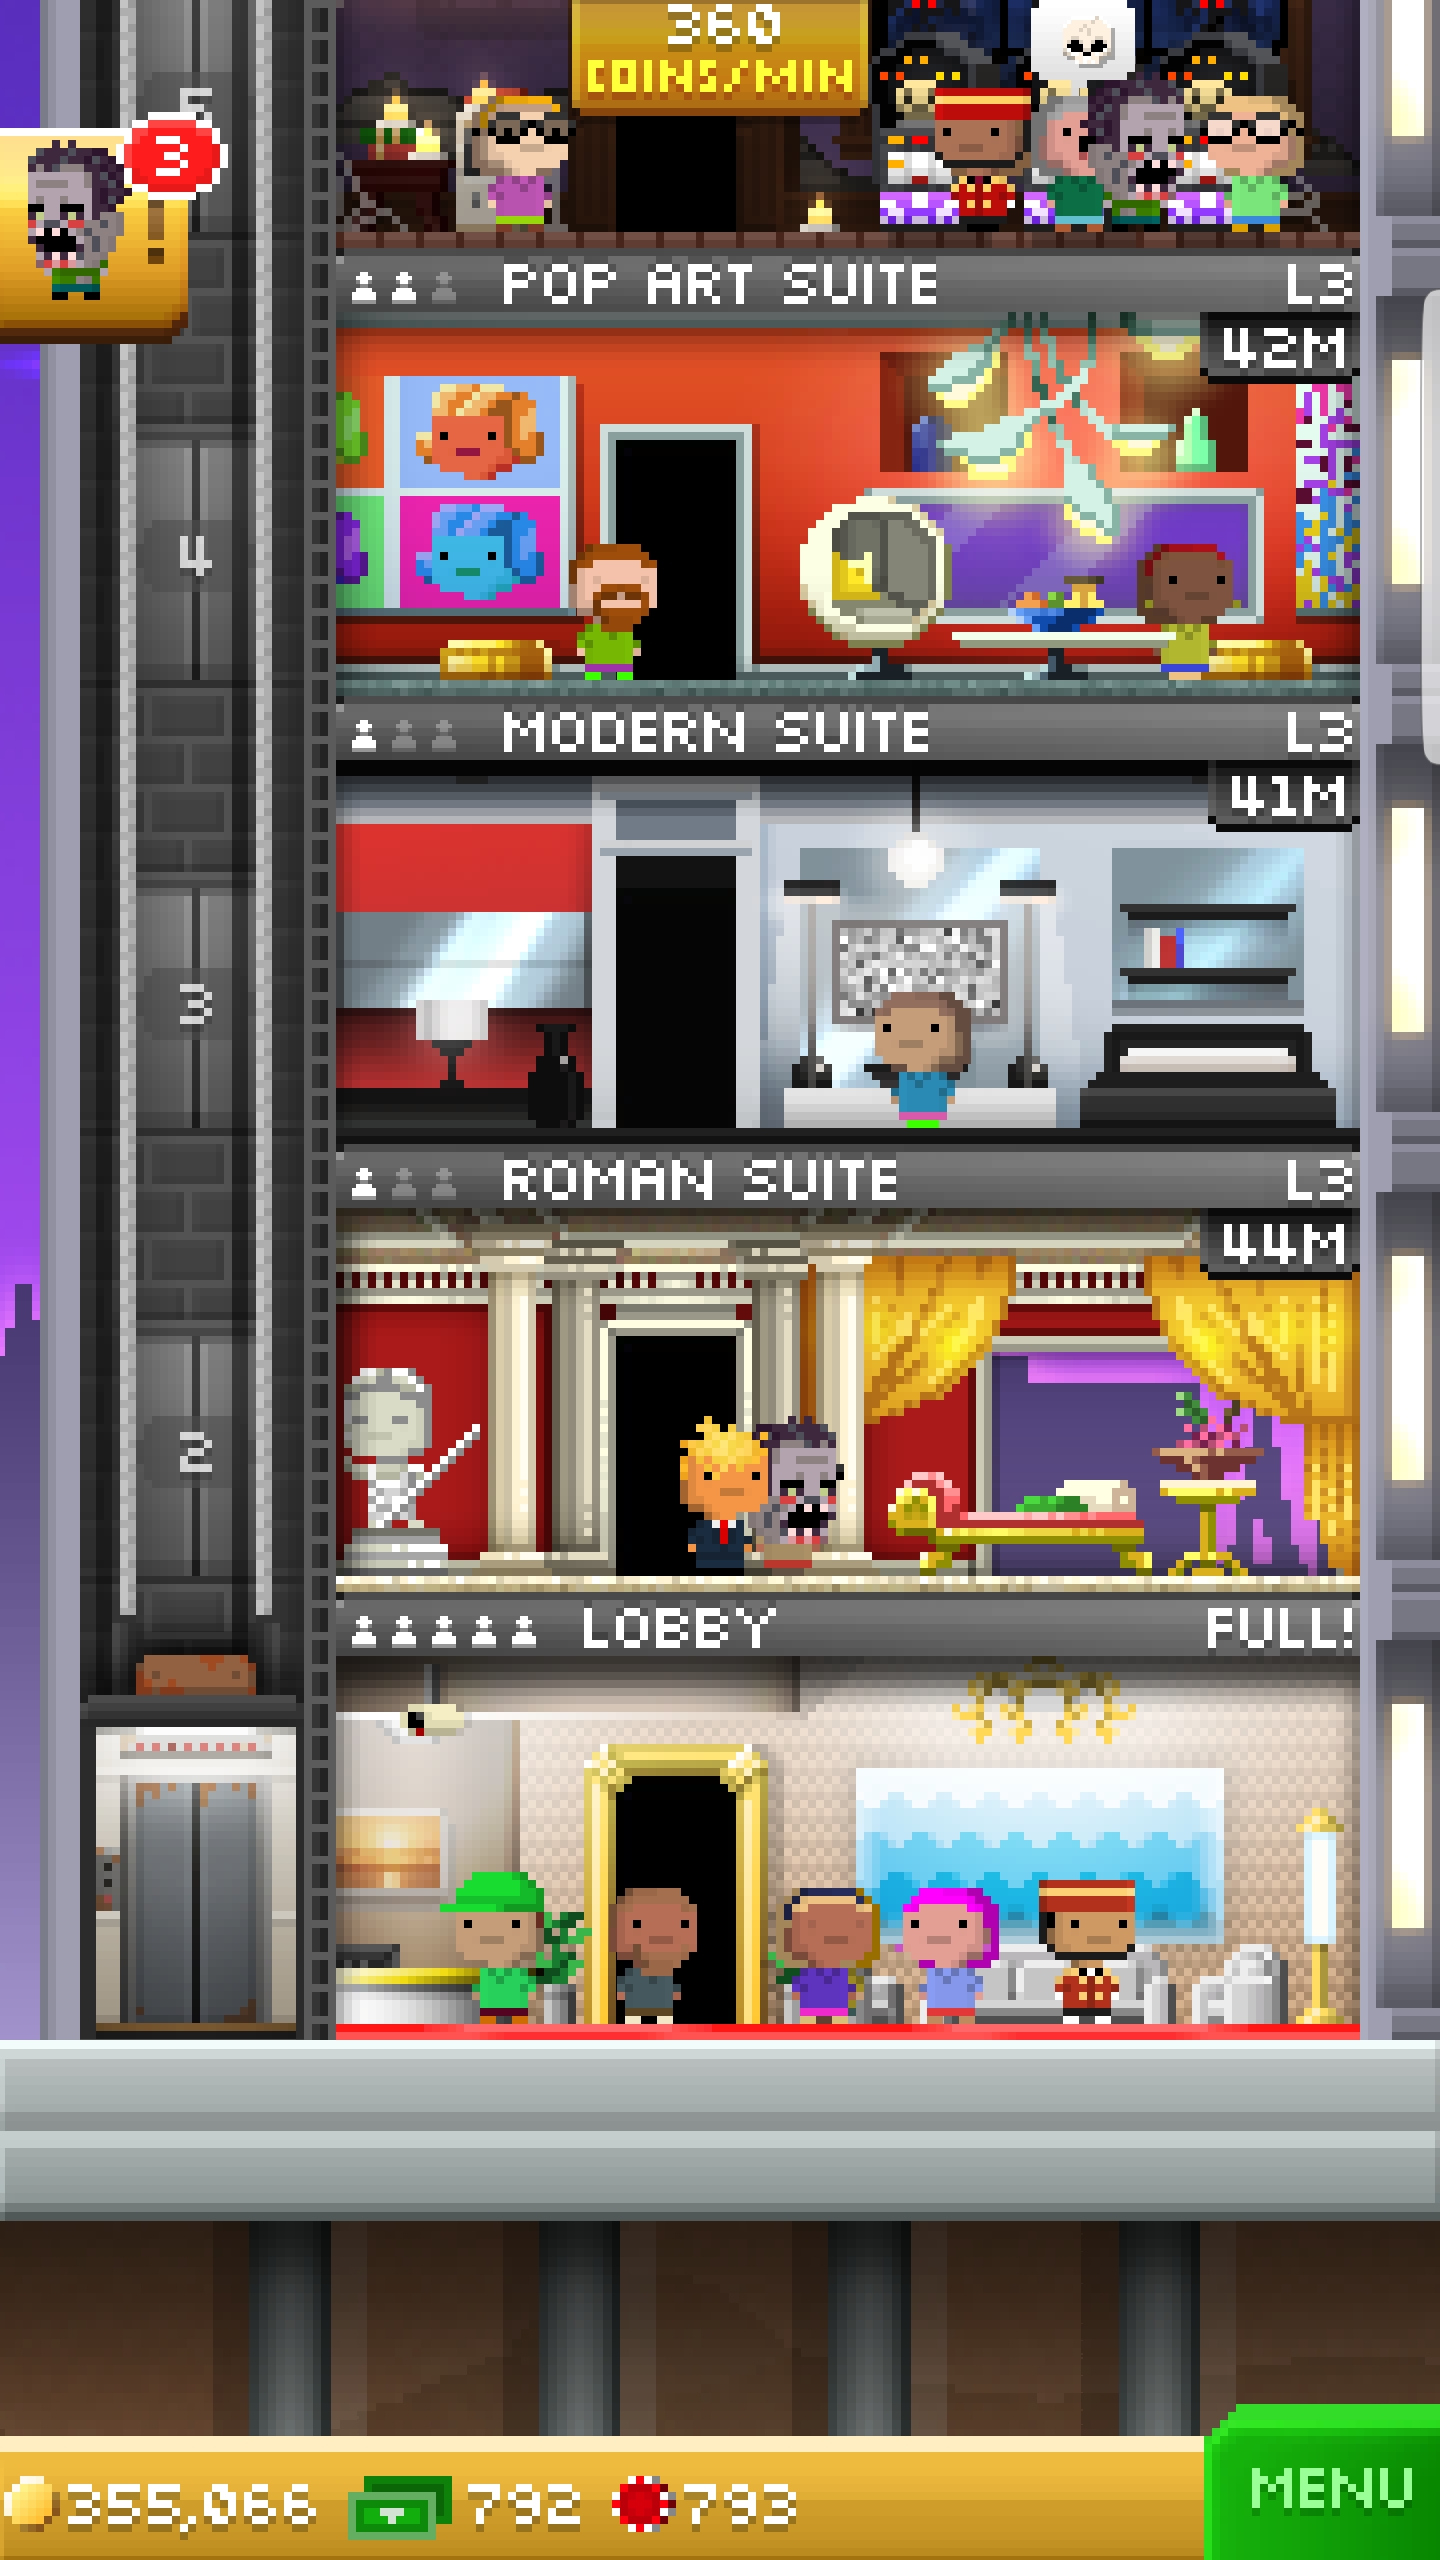 360
COINS/MIN
5
3
!
POP ART SUITE L3
42M
4
MODERN SUITE L3
41M
3
ROMAN SUITE L3
44M
2
LOBBY FULL!
355,066 792 793
MENU